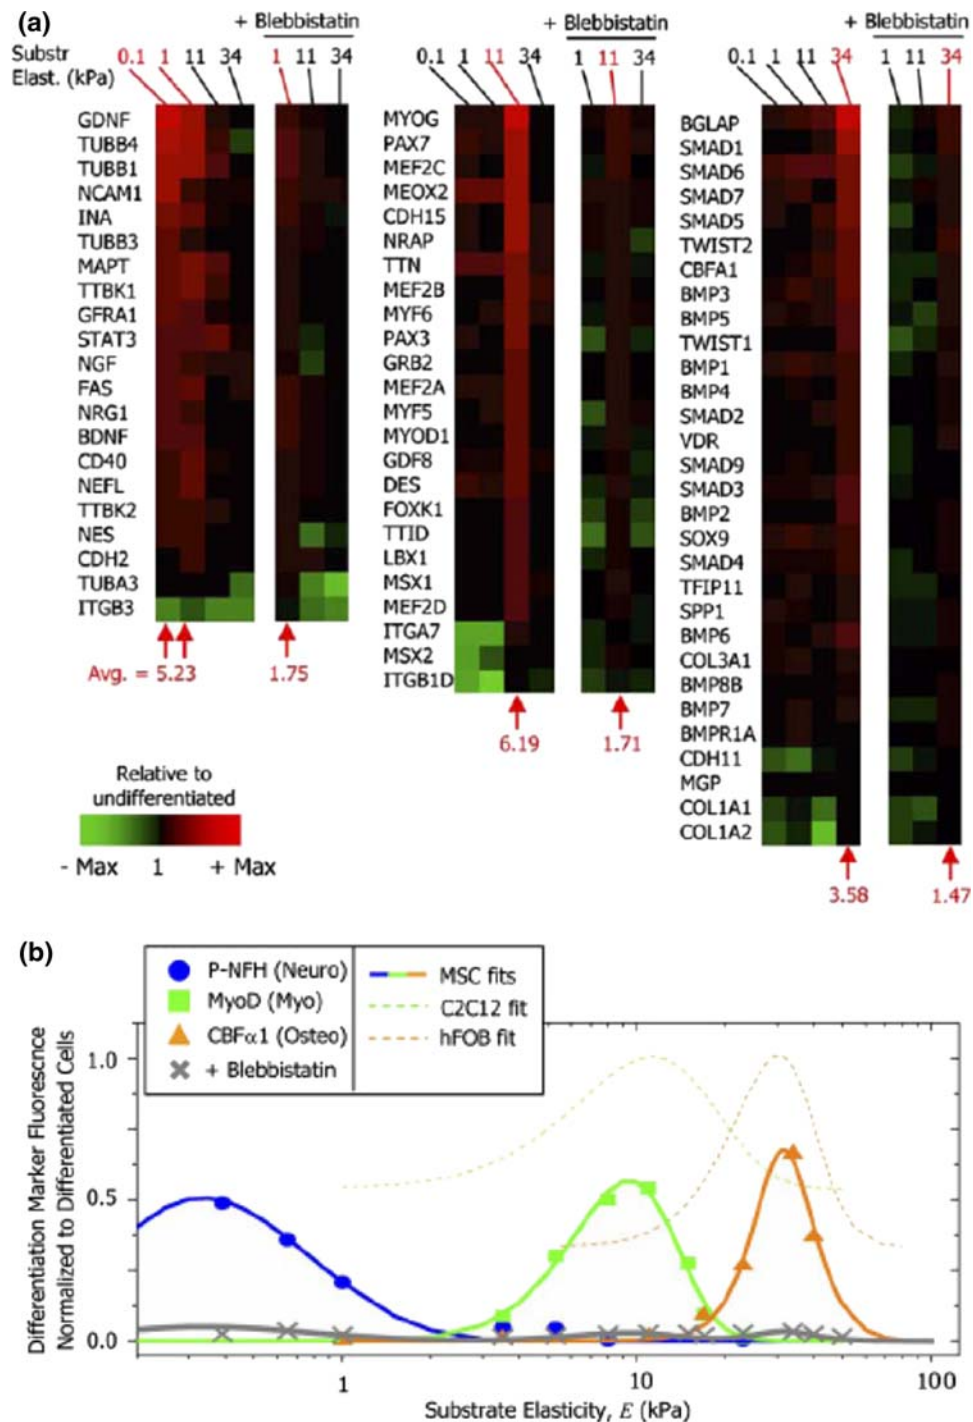 (a)
+ Blebbistatin
+ Blebbistatin
+ Blebbistatin
Substr
Elast. (kPa)
0.1 1 11 34
1 11 34
0.1 1 11 34
1 11 34
0.1 1 11 34
1 11 34
GDNF
TUBB4
TUBB1
NCAM1
INA
TUBB3
MAPT
TTBK1
GFRA1
STAT3
NGF
FAS
NRG1
BDNF
CD40
NEFL
TTBK2
NES
CDH2
TUBA3
ITGB3
Avg. = 5.23
1.75
MYOG
PAX7
MEF2C
MEOX2
CDH15
NRAP
TTN
MEF2B
MYF6
PAX3
GRB2
MEF2A
MYF5
MYOD1
GDF8
DES
FOXK1
TTID
LBX1
MSX1
MEF2D
ITGA7
MSX2
ITGB1D
6.19
1.71
BGLAP
SMAD1
SMAD6
SMAD7
SMAD5
TWIST2
CBFA1
BMP3
BMP5
TWIST1
BMP1
BMP4
SMAD2
VDR
SMAD9
SMAD3
BMP2
SOX9
SMAD4
TFIP11
SPP1
BMP6
COL3A1
BMP8B
BMP7
BMPR1A
CDH11
MGP
COL1A1
COL1A2
3.58
1.47
Relative to
undifferentiated
- Max 1 + Max
(b)
P-NFH (Neuro)
MyoD (Myo)
CBFα1 (Osteo)
+ Blebbistatin
MSC fits
C2C12 fit
hFOB fit
Differentiation Marker Fluorescnce
Normalized to Differentiated Cells
1.0
0.5
0.0
1 10 100
Substrate Elasticity, E (kPa)